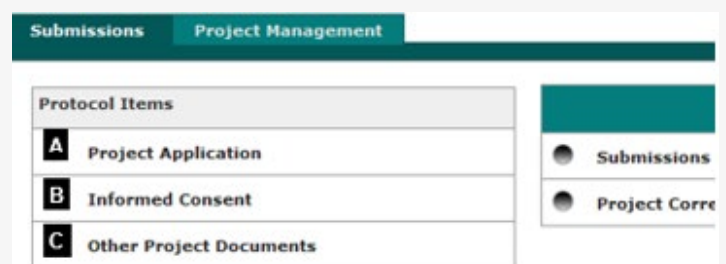 Submissions Project Management
Protocol Items
A Project Application
B Informed Consent
C Other Project Documents
Submissions
Project Corre